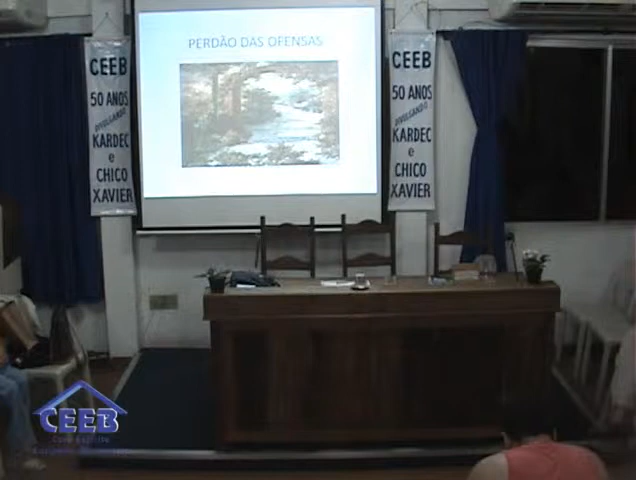 PERDÃO DAS OFENSAS
CEEB
50 ANOS
DIVULGANDO
KARDEC
e
CHICO
XAVIER
CEEB
50 ANOS
DIVULGANDO
KARDEC
e
CHICO
XAVIER
CEEB